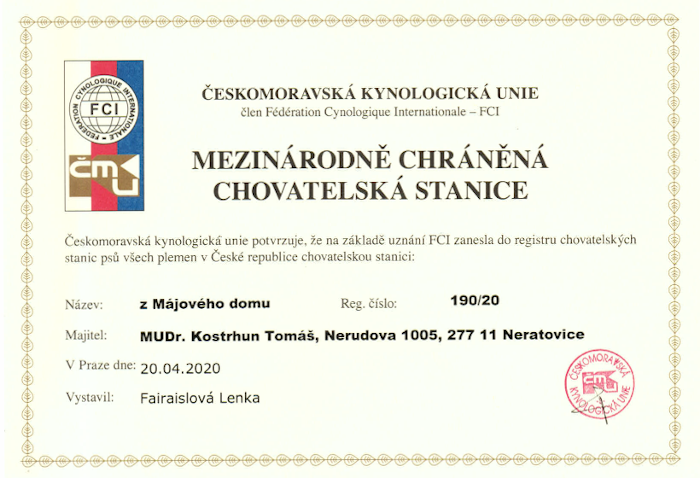 FÉDÉRATION CYNOLOGIQUE INTERNATIONALE
FCI
čmku
ČESKOMORAVSKÁ KYNOLOGICKÁ UNIE
člen Fédération Cynologique Internationale – FCI
MEZINÁRODNĚ CHRÁNĚNÁ
CHOVATELSKÁ STANICE
Českomoravská kynologická unie potvrzuje, že na základě uznání FCI zanesla do registru chovatelských
stanic psů všech plemen v České republice chovatelskou stanici:
Název: z Májového domu Reg. číslo: 190/20
Majitel: MUDr. Kostrhun Tomáš, Nerudova 1005, 277 11 Neratovice
V Praze dne: 20.04.2020
Vystavil: Fairaislová Lenka
ČESKOMORAVSKÁ
KYNOLOGICKÁ UNIE